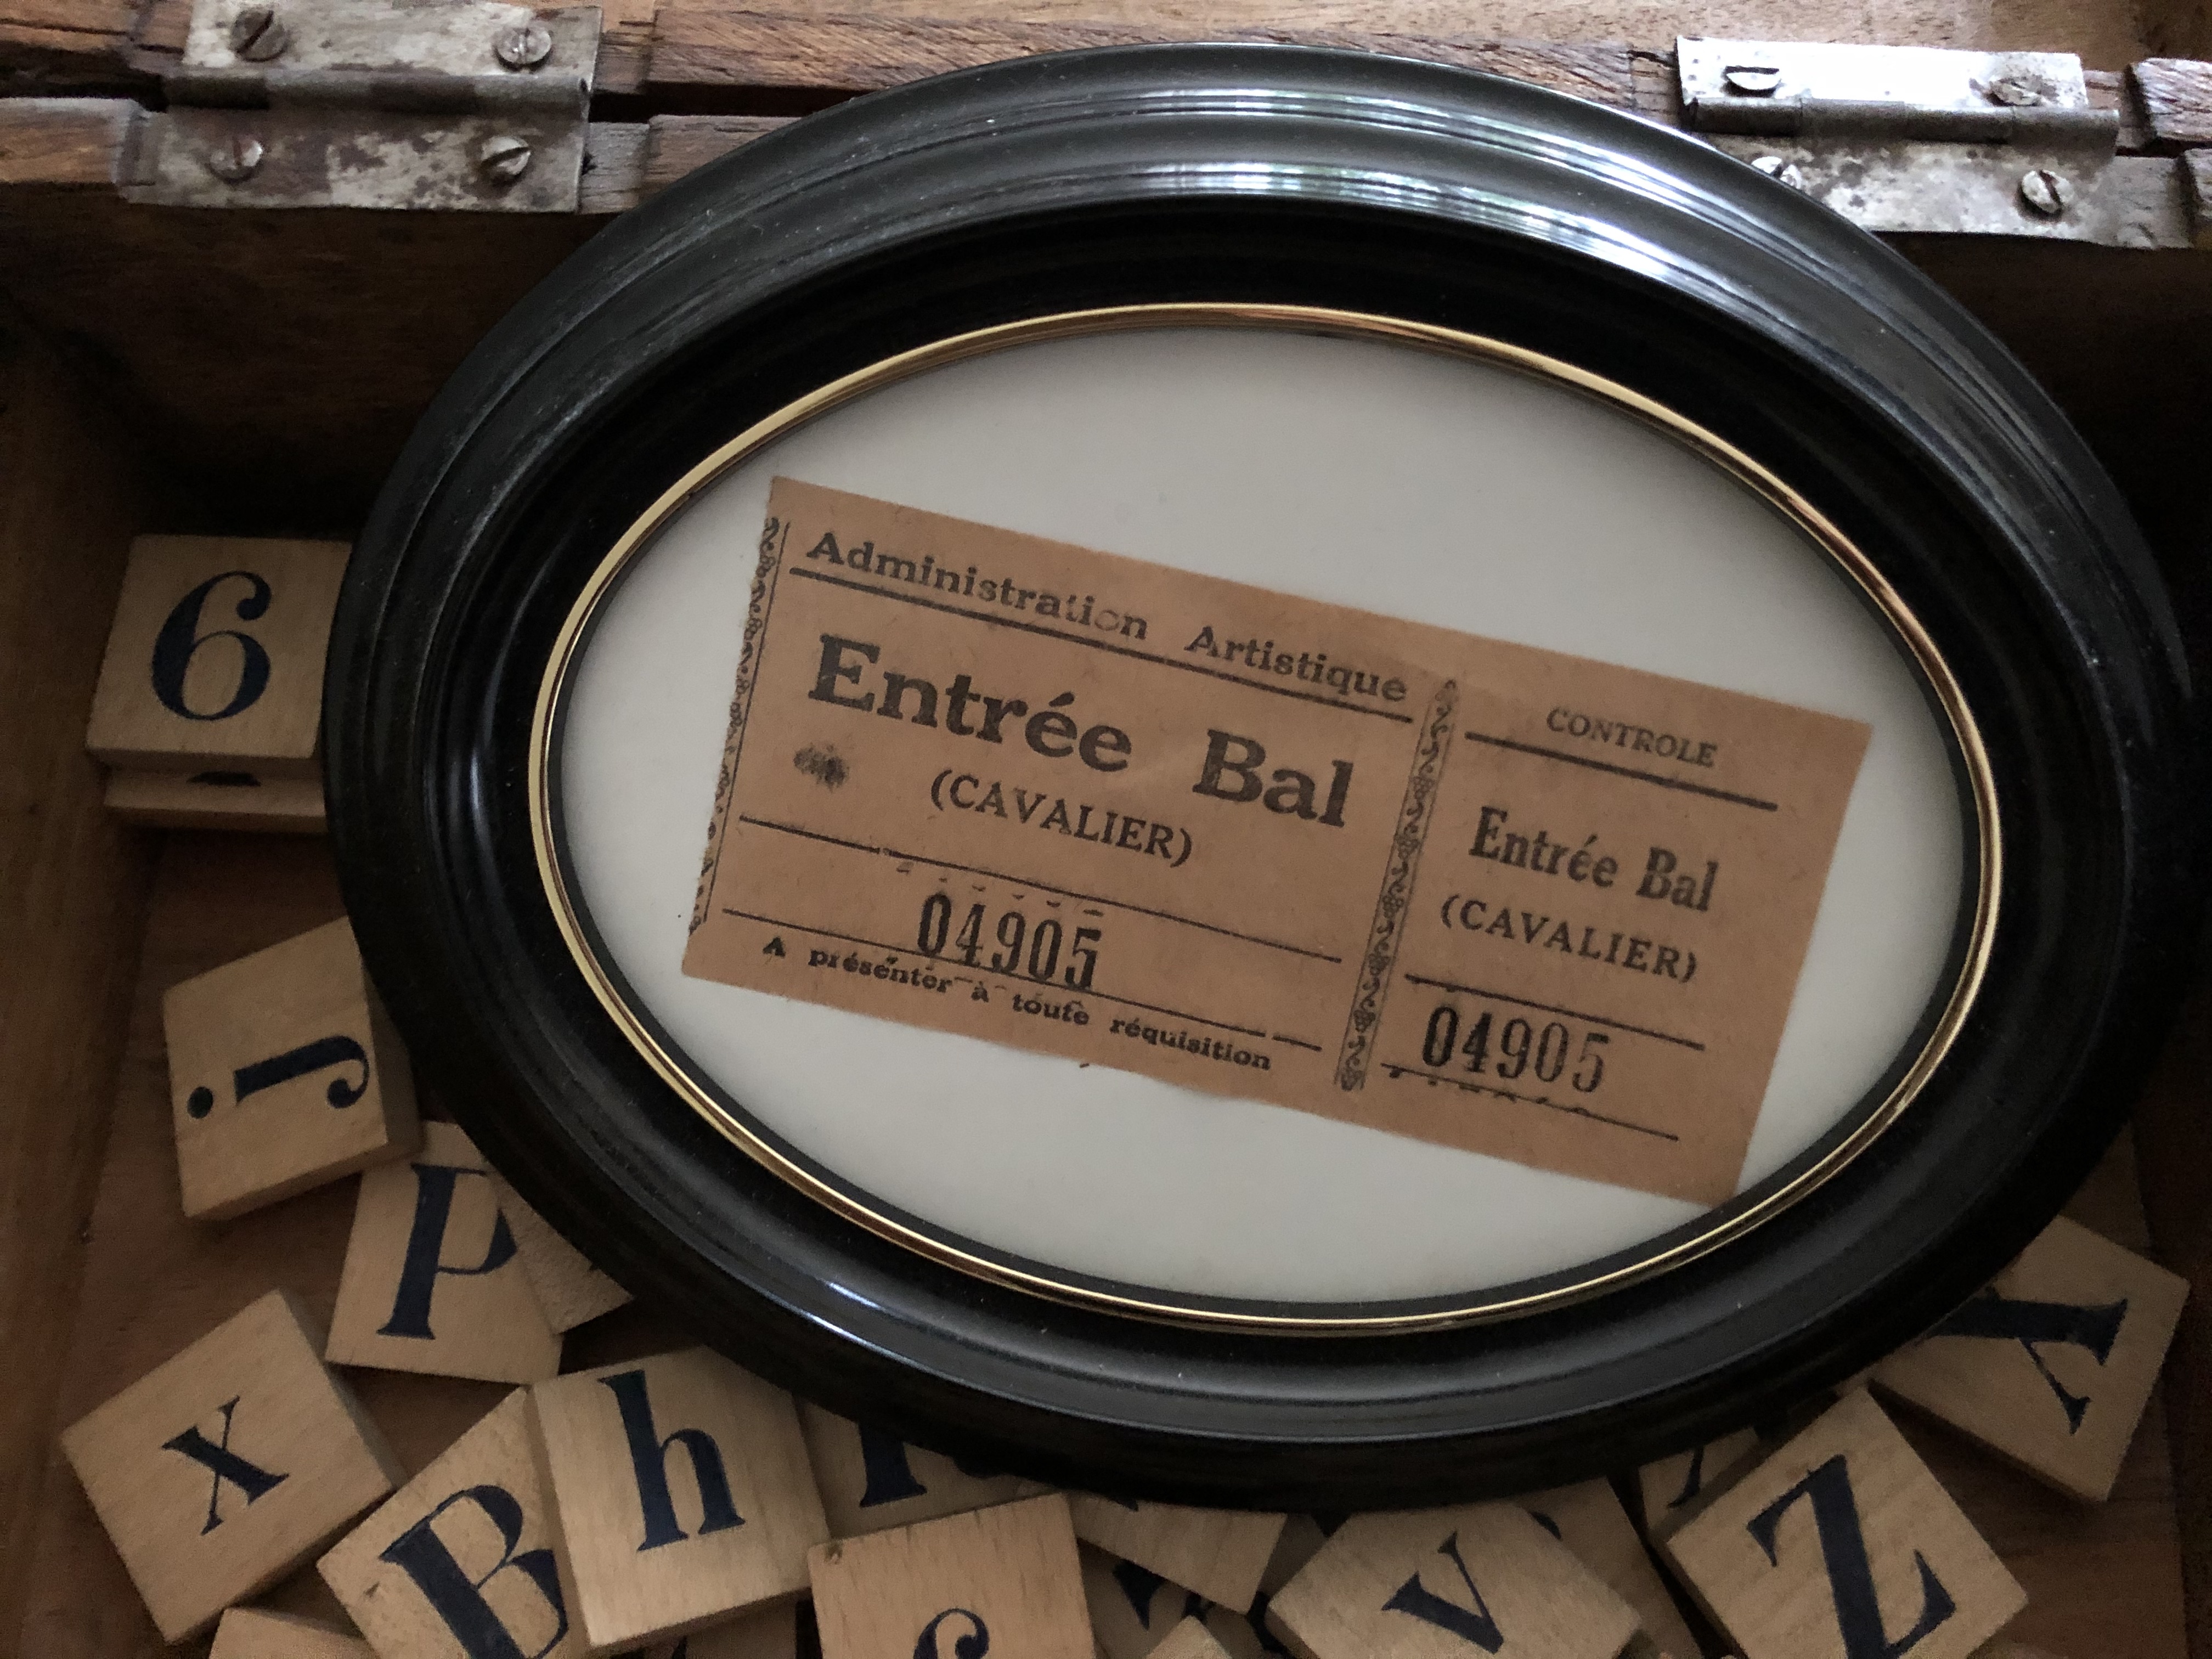 Administration Artistique
Entrée Bal
(CAVALIER)
04905
A présenter à toute réquisition
CONTROLE
Entrée Bal
(CAVALIER)
04905
6
j
p
x
B
h
v
Z